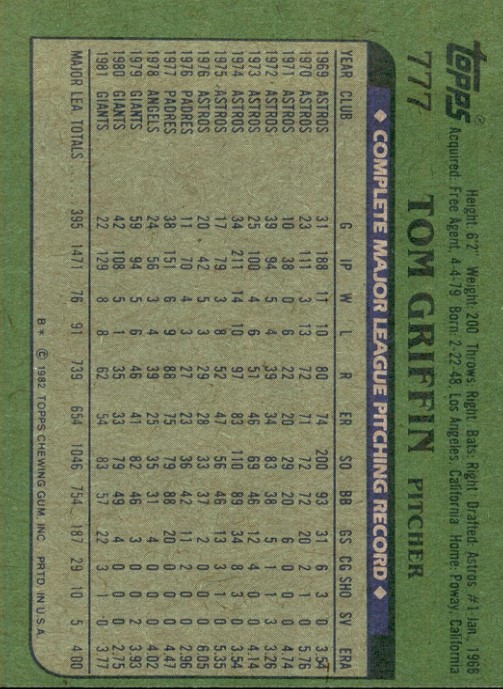 topps®
Height 6'2" Weight: 200 Throws: Right Bats: Right Drafted: Astros #1-Jan., 1968
Acquired: Free Agent, 4-4-79 Born: 2-22-48, Los Angeles, California Home: Poway, California
777 TOM GRIFFIN PITCHER
◆ COMPLETE MAJOR LEAGUE PITCHING RECORD ◆
YEAR CLUB G IP W L R ER SO BB GS CG SHO SV ERA
1969 ASTROS 31 188 11 10 80 74 200 93 31 6 3 0 3.54
1970 ASTROS 23 111 3 13 72 71 72 72 20 2 1 0 5.76
1971 ASTROS 10 38 0 6 22 20 29 20 6 0 0 0 4.74
1972 ASTROS 39 94 5 4 39 34 83 38 5 1 1 3 3.26
1973 ASTROS 25 100 4 6 51 46 69 46 12 4 0 0 4.14
1974 ASTROS 34 211 14 10 97 83 110 89 34 8 3 0 3.54
1975 ASTROS 17 79 3 8 52 47 56 46 13 3 1 0 5.35
1976 ASTROS 20 42 5 3 29 28 33 37 2 0 0 0 6.05
1976 PADRES 11 70 4 3 27 23 36 42 11 2 0 0 2.96
1977 PADRES 38 151 6 9 88 75 79 88 20 0 0 0 4.47
1978 ANGELS 24 56 3 4 39 25 35 31 4 0 0 0 4.02
1979 GIANTS 59 94 5 6 46 41 82 46 3 0 0 2 3.93
1980 GIANTS 42 108 5 1 35 33 79 49 4 0 0 0 2.75
1981 GIANTS 22 129 8 8 62 54 83 57 22 3 1 0 3.77
MAJOR LEA. TOTALS 395 1471 76 91 739 654 1046 754 187 29 10 5 4.00
B* © 1982 TOPPS CHEWING GUM, INC. PRTD. IN U.S.A.